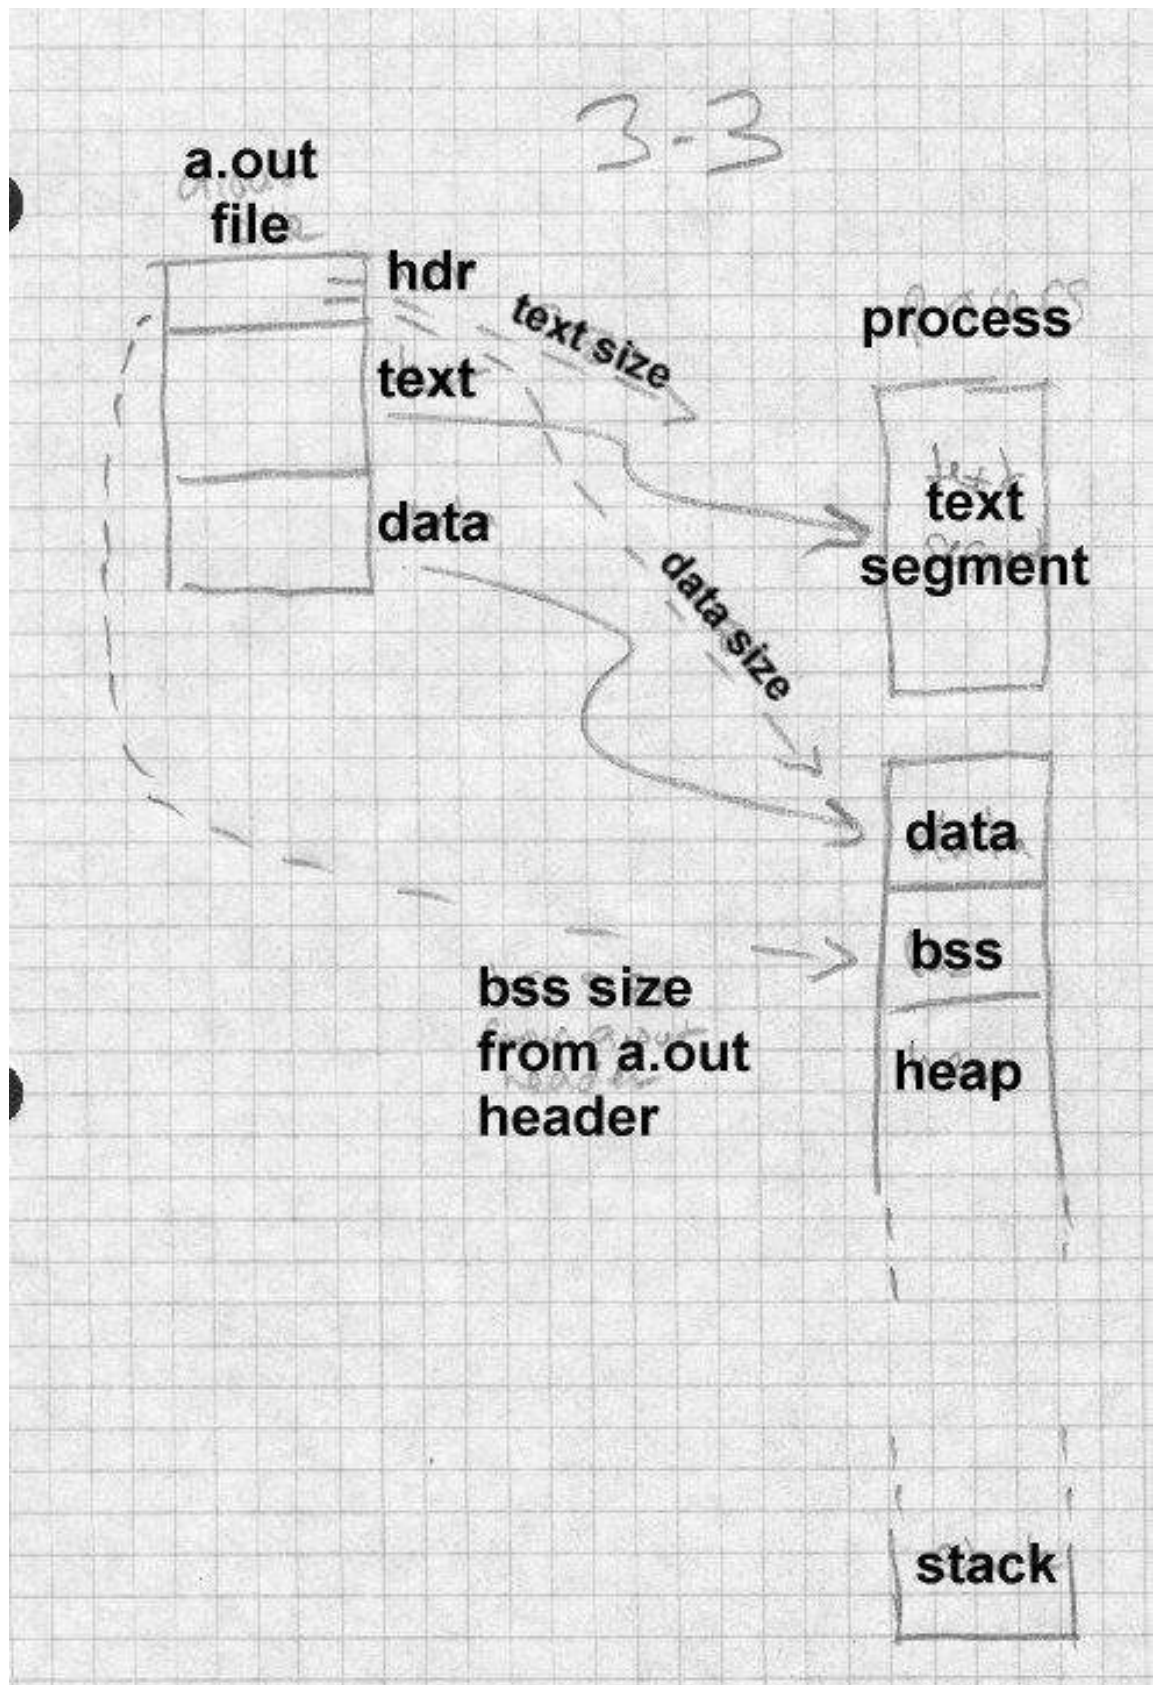 3-3
a.out
file
hdr
text size
process
text
text
segment
data
data size
data
bss
bss size
from a.out
header
heap
stack